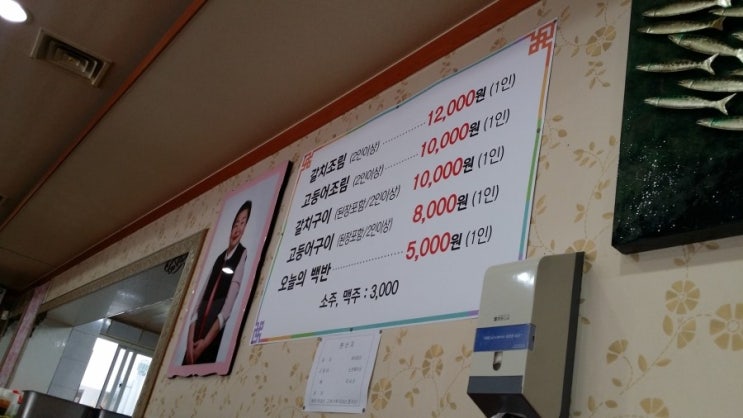 갈치조림 (2인이상) 12,000원 (1인)
고등어조림 (2인이상) 10,000원 (1인)
갈치구이 (된장포함/2인이상) 10,000원 (1인)
고등어구이 (된장포함/2인이상) 8,000원 (1인)
오늘의 백반 5,000원 (1인)
소주, 맥주 : 3,000